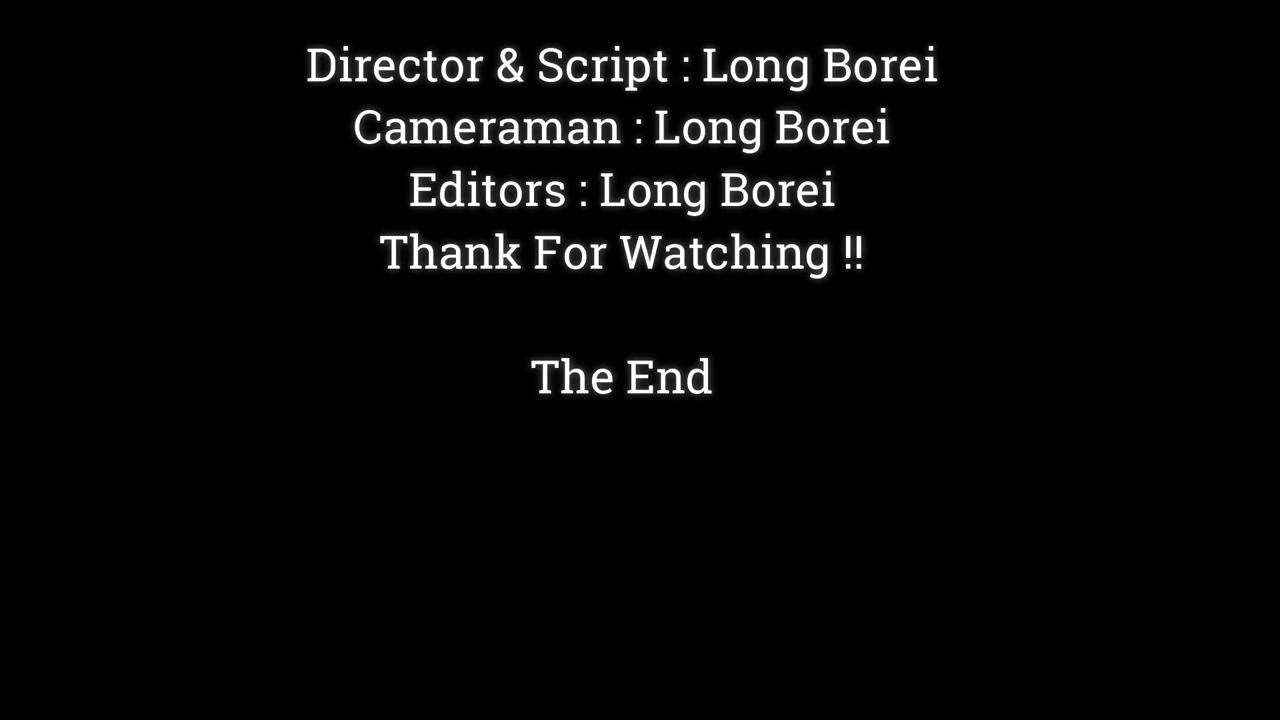 Director & Script : Long Borei
Cameraman : Long Borei
Editors : Long Borei
Thank For Watching !!
The End